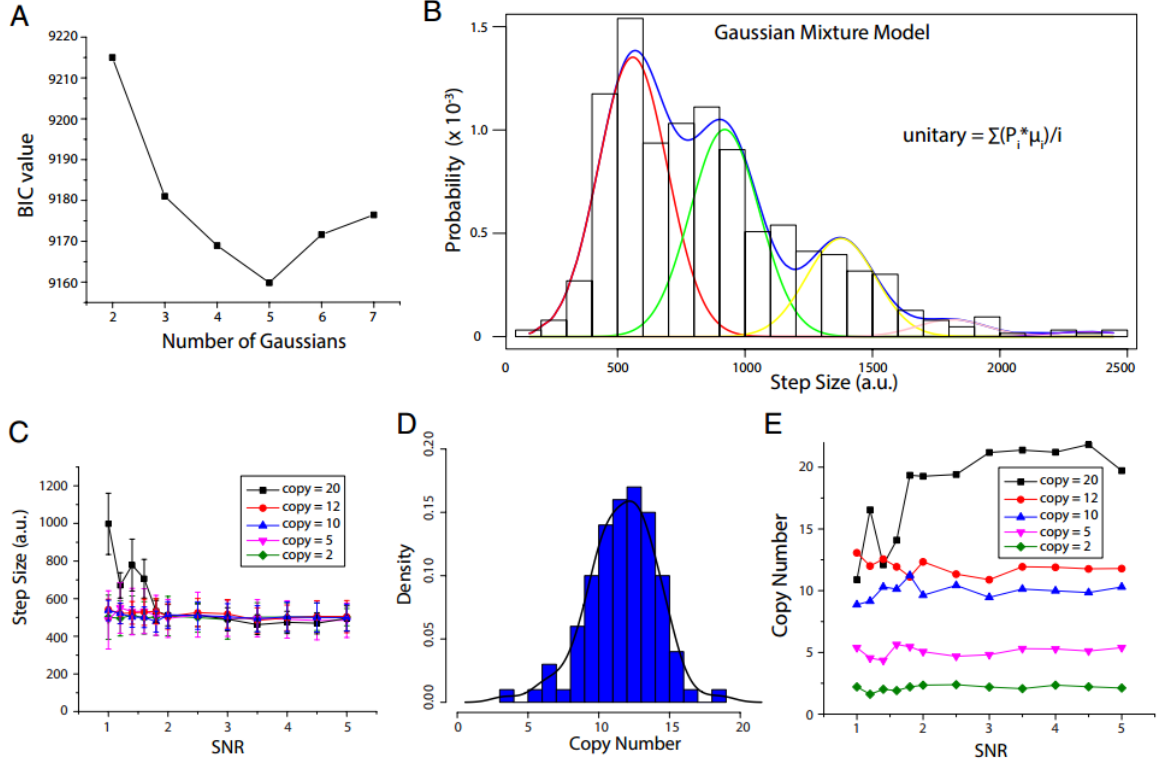 A
9220
9210
9200
9190
9180
9170
9160
BIC value
2 3 4 5 6 7
Number of Gaussians
B
Gaussian Mixture Model
1.5
1.0
0.5
0
Probability (x 10⁻³)
unitary = Σ(Pᵢ*μᵢ)/i
0 500 1000 1500 2000 2500
Step Size (a.u.)
C
1200
1000
800
600
400
200
0
Step Size (a.u.)
copy = 20
copy = 12
copy = 10
copy = 5
copy = 2
1 2 3 4 5
SNR
D
0.20
0.15
0.10
0.05
0.00
Density
0 5 10 15 20
Copy Number
E
20
15
10
5
0
Copy Number
copy = 20
copy = 12
copy = 10
copy = 5
copy = 2
1 2 3 4 5
SNR